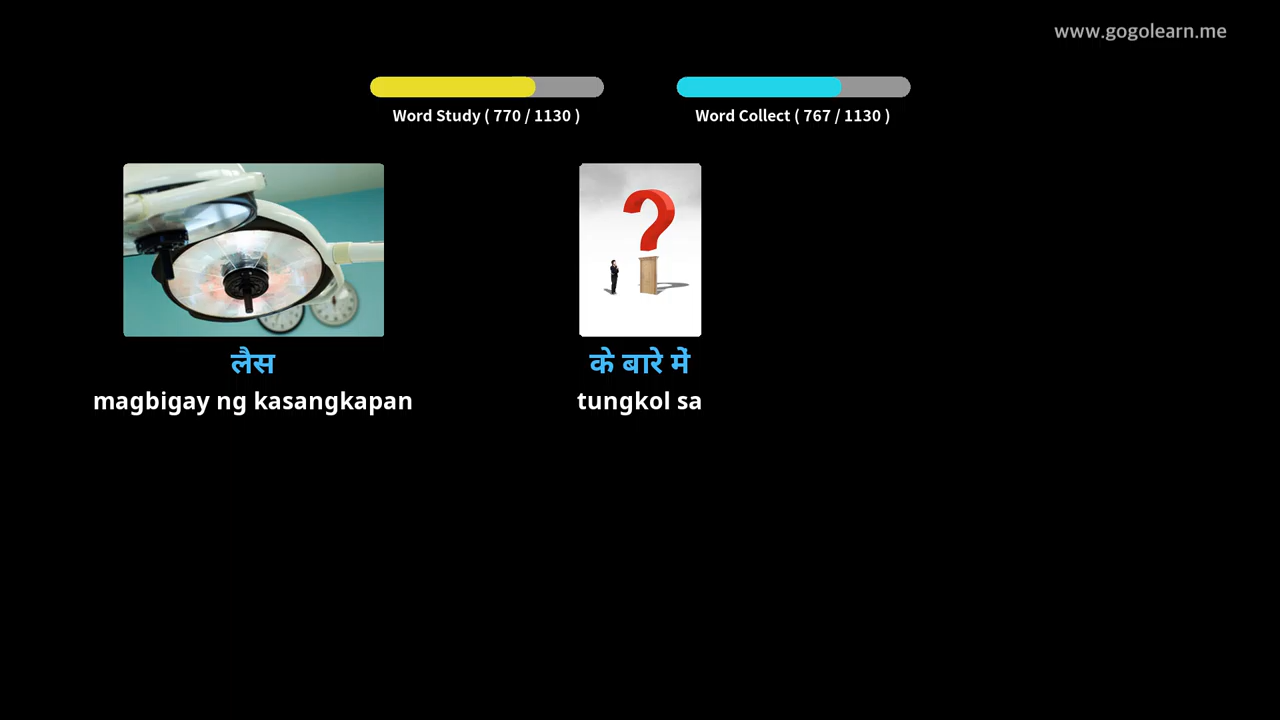 www.gogolearn.me
Word Study ( 770 / 1130 )
Word Collect ( 767 / 1130 )
लैस
magbigay ng kasangkapan
के बारे में
tungkol sa